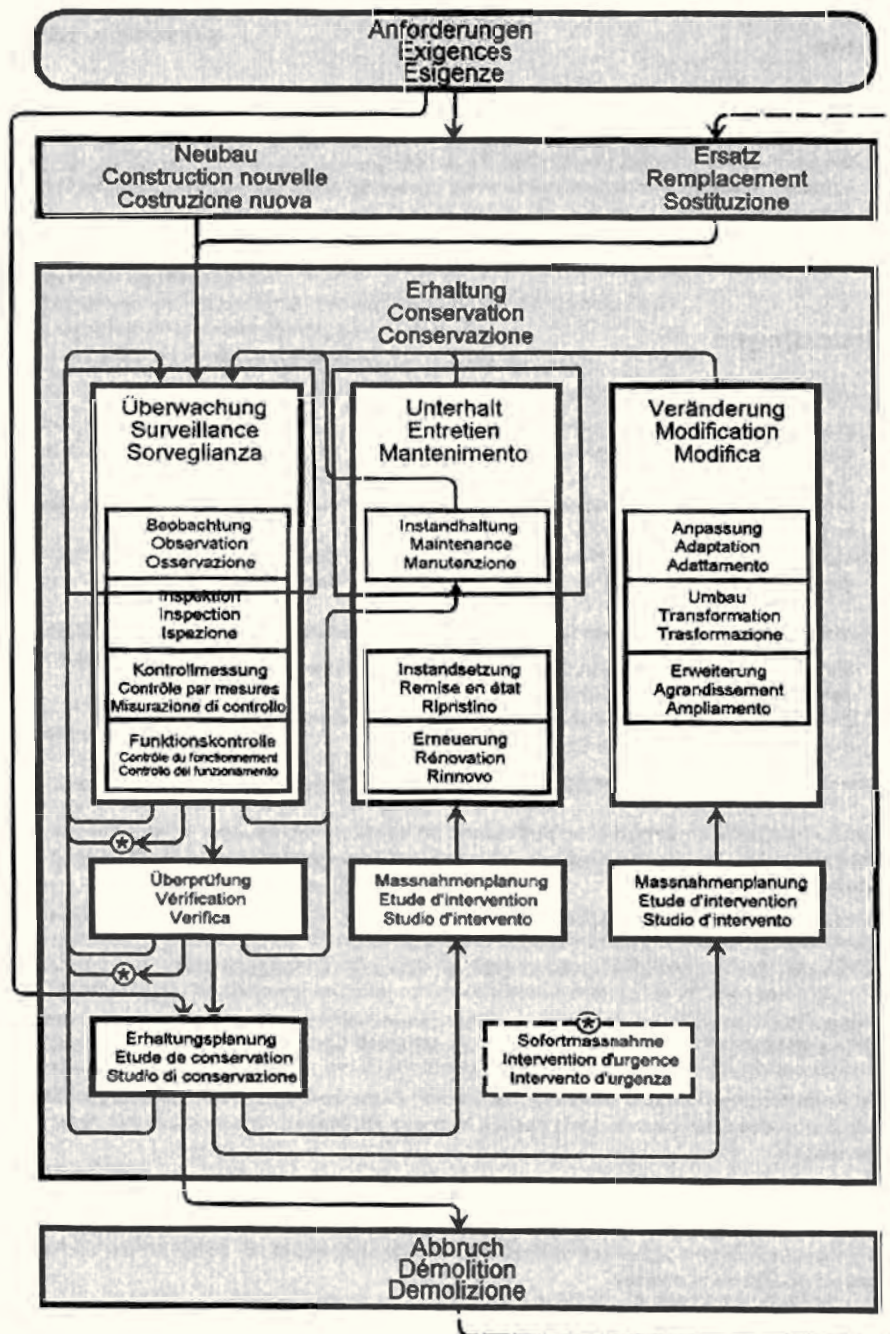 Anforderungen
Exigences
Esigenze
Neubau
Construction nouvelle
Costruzione nuova
Ersatz
Remplacement
Sostituzione
Erhaltung
Conservation
Conservazione
Überwachung
Surveillance
Sorveglianza
Beobachtung
Observation
Osservazione
Inspektion
Inspection
Ispezione
Kontrollmessung
Contrôle par mesures
Misurazione di controllo
Funktionskontrolle
Contrôle du fonctionnement
Controllo del funzionamento
Unterhalt
Entretien
Mantenimento
Instandhaltung
Maintenance
Manutenzione
Instandsetzung
Remise en état
Ripristino
Erneuerung
Rénovation
Rinnovo
Veränderung
Modification
Modifica
Anpassung
Adaptation
Adattamento
Umbau
Transformation
Trasformazione
Erweiterung
Agrandissement
Ampliamento
*
Überprüfung
Vérification
Verifica
Massnahmenplanung
Etude d'intervention
Studio d'intervento
Massnahmenplanung
Etude d'intervention
Studio d'intervento
*
Erhaltungsplanung
Etude de conservation
Studio di conservazione
*
Sofortmassnahme
Intervention d'urgence
Intervento d'urgenza
Abbruch
Démolition
Demolizione